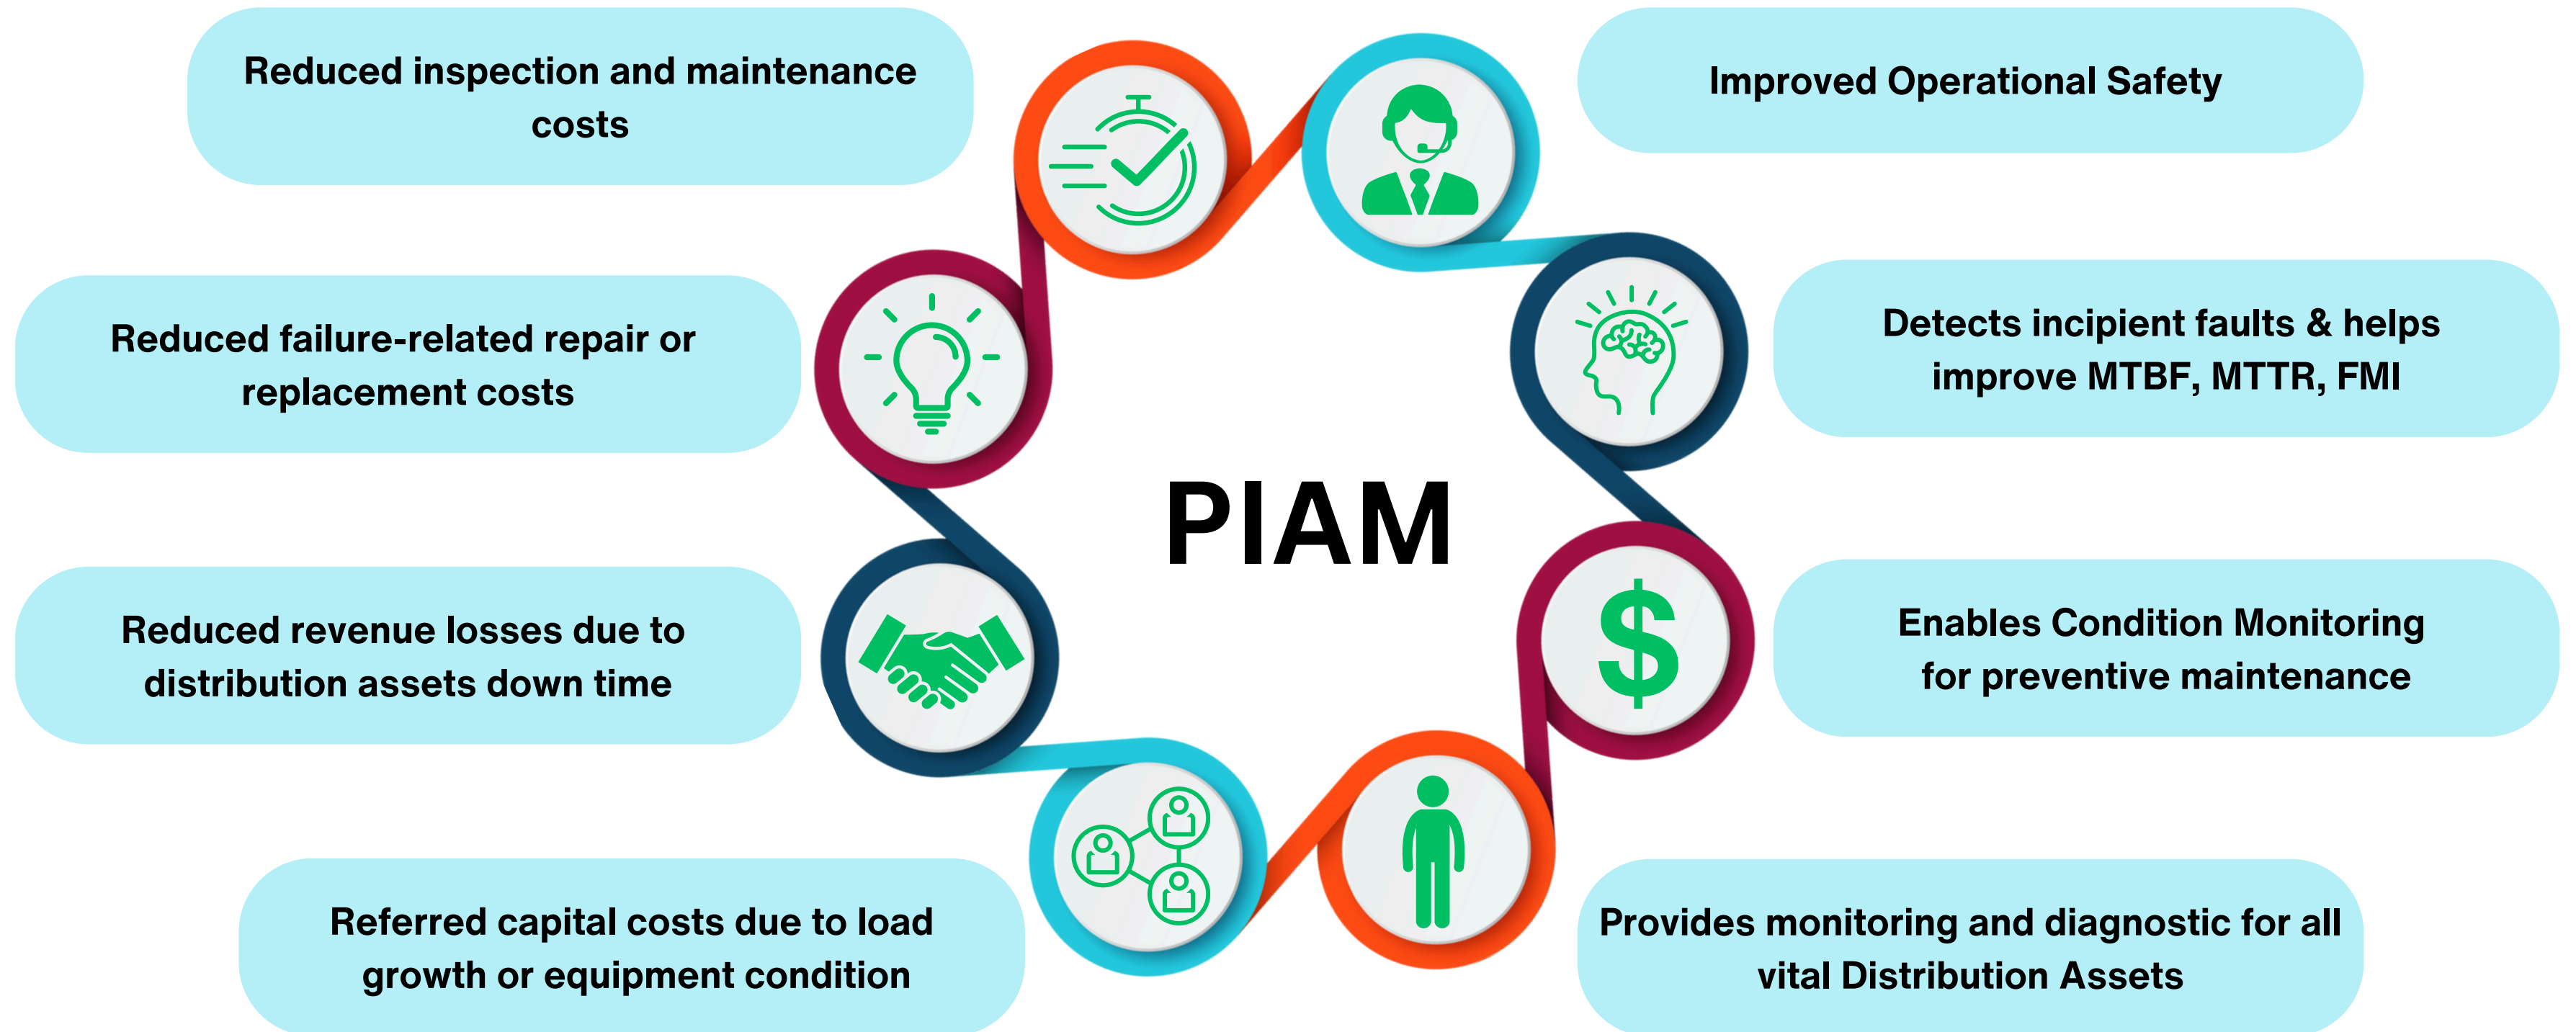 Reduced inspection and maintenance
costs
Improved Operational Safety
Reduced failure-related repair or
replacement costs
Detects incipient faults & helps
improve MTBF, MTTR, FMI
PIAM
Reduced revenue losses due to
distribution assets down time
$
Enables Condition Monitoring
for preventive maintenance
Referred capital costs due to load
growth or equipment condition
Provides monitoring and diagnostic for all
vital Distribution Assets